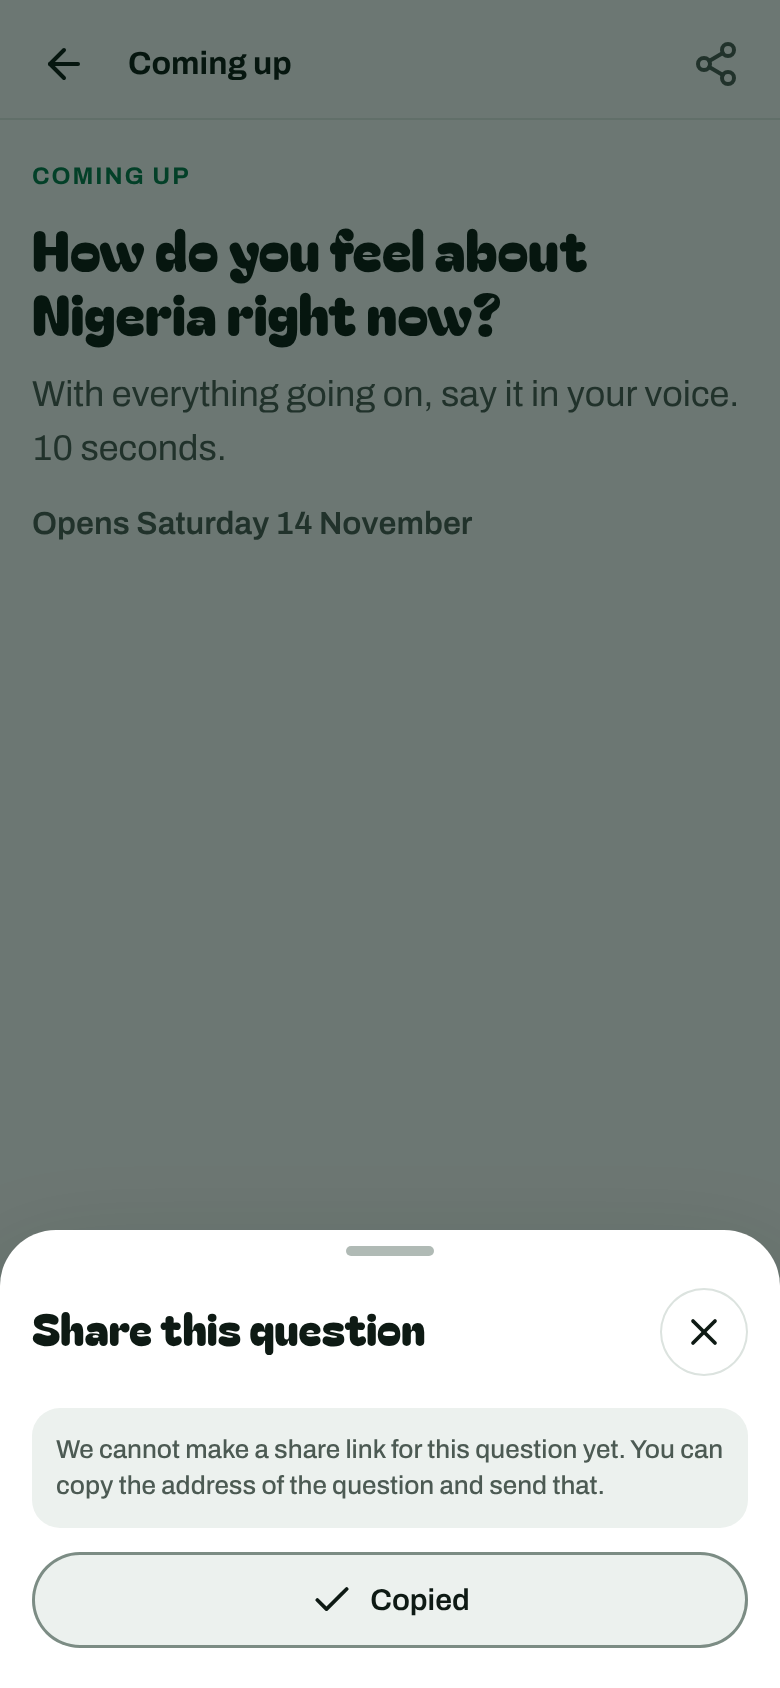 Coming up
COMING UP
How do you feel about
Nigeria right now?
With everything going on, say it in your voice.
10 seconds.
Opens Saturday 14 November
Share this question
We cannot make a share link for this question yet. You can
copy the address of the question and send that.
Copied